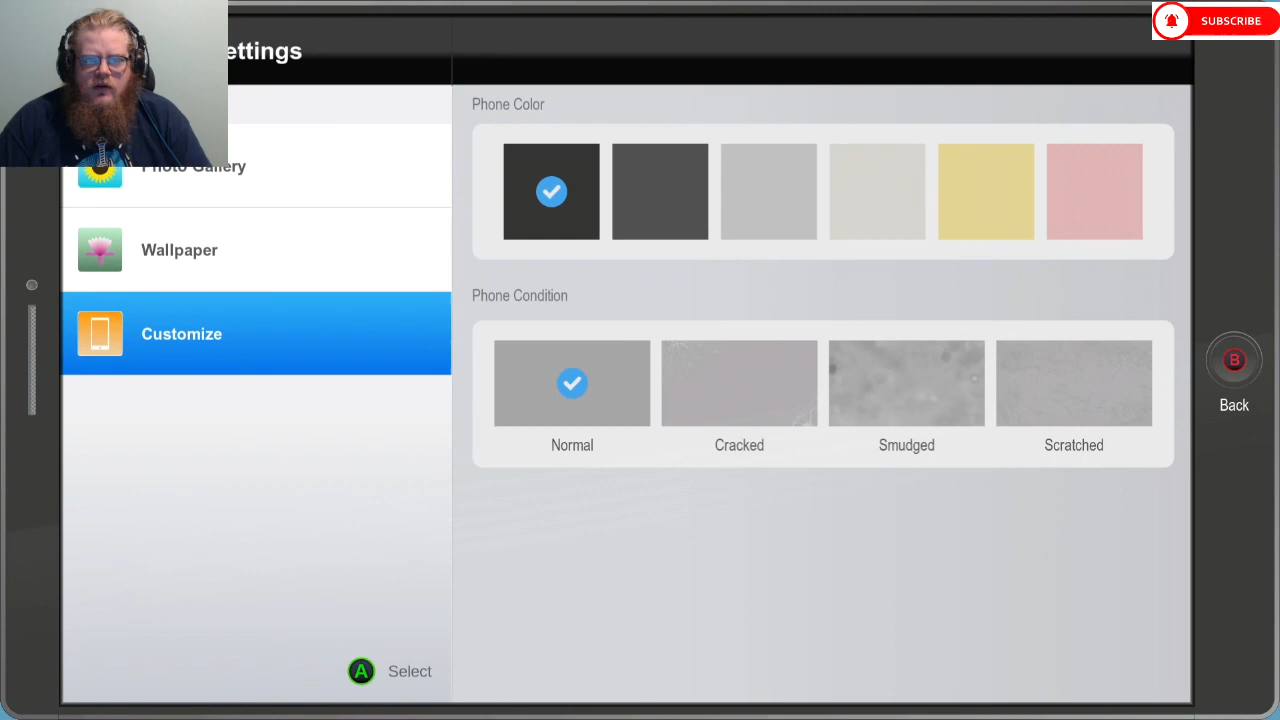 ettings
SUBSCRIBE
Photo Gallery
Wallpaper
Customize
Phone Color
Phone Condition
Normal
Cracked
Smudged
Scratched
B
Back
A
Select